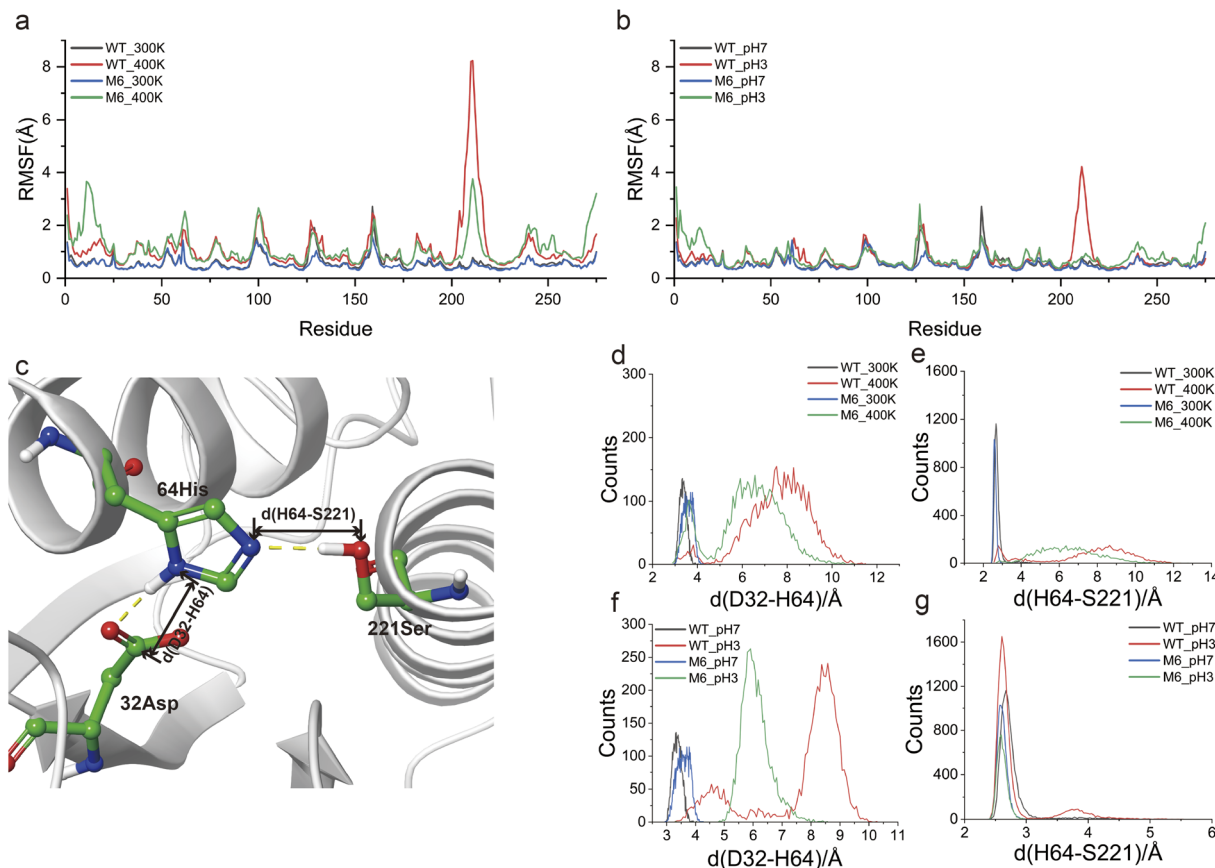 a
WT_300K
WT_400K
M6_300K
M6_400K
RMSF(Å)
8
6
4
2
0
0 50 100 150 200 250
Residue
b
WT_pH7
WT_pH3
M6_pH7
M6_pH3
RMSF(Å)
8
6
4
2
0
0 50 100 150 200 250
Residue
c
64His
d(H64-S221)
d(D32-H64)
221Ser
32Asp
d
WT_300K
WT_400K
M6_300K
M6_400K
Counts
300
200
100
0
2 4 6 8 10 12
d(D32-H64)/Å
e
WT_300K
WT_400K
M6_300K
M6_400K
Counts
1600
1200
800
400
0
2 4 6 8 10 12 14
d(H64-S221)/Å
f
WT_pH7
WT_pH3
M6_pH7
M6_pH3
Counts
300
250
200
150
100
50
0
3 4 5 6 7 8 9 10 11
d(D32-H64)/Å
g
WT_pH7
WT_pH3
M6_pH7
M6_pH3
Counts
1600
1200
800
400
0
2 3 4 5 6
d(H64-S221)/Å